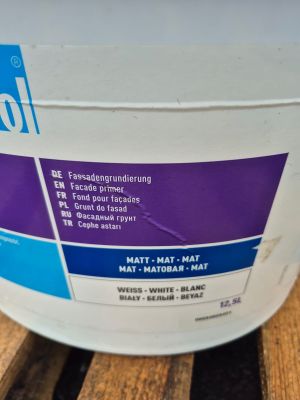 ol®
DE Fassadengrundierung
EN Facade primer
FR Fond pour façades
PL Grunt do fasad
RU Фасадный грунт
TR Cephe astarı
MATT • MAT • MAT
MAT • МАТОВАЯ • MAT
WEISS • WHITE • BLANC
BIAŁY • БЕЛЫЙ • BEYAZ
12,5L